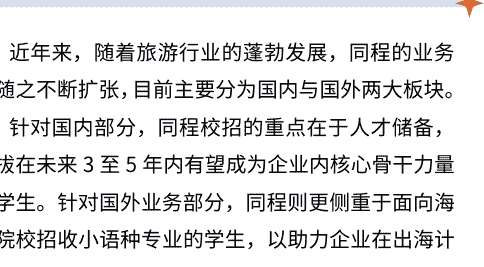 近年来，随着旅游行业的蓬勃发展，同程的业务
随之不断扩张，目前主要分为国内与国外两大板块。
针对国内部分，同程校招的重点在于人才储备，
拔在未来 3 至 5 年内有望成为企业内核心骨干力量
学生。针对国外业务部分，同程则更侧重于面向海
院校招收小语种专业的学生，以助力企业在出海计